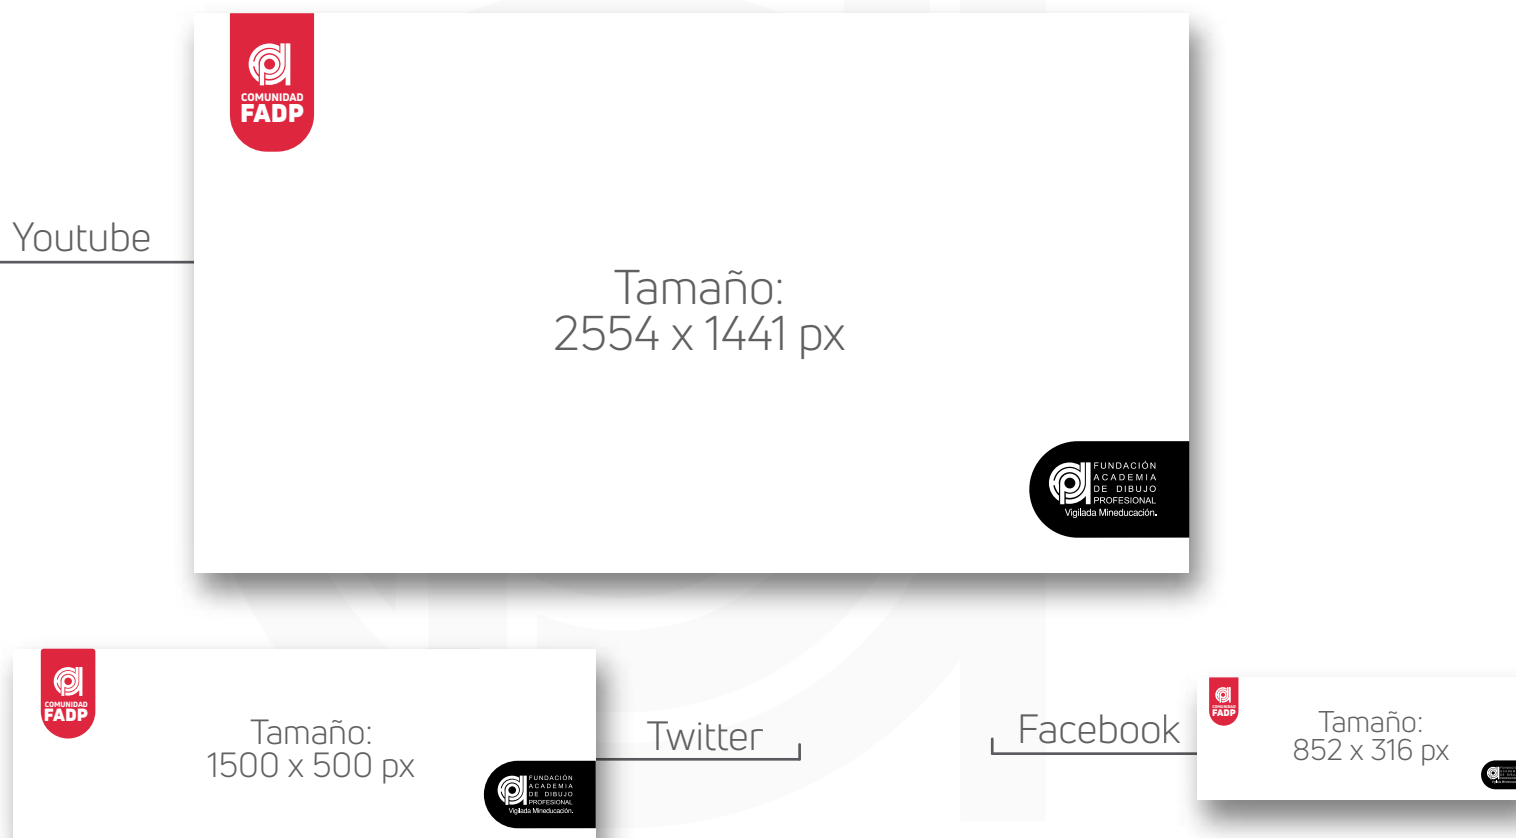 COMUNIDAD
FADP
Youtube
Tamaño:
2554 x 1441 px
FUNDACIÓN
ACADEMIA
DE DIBUJO
PROFESIONAL
Vigilada Mineducación.
COMUNIDAD
FADP
Tamaño:
1500 x 500 px
FUNDACIÓN
ACADEMIA
DE DIBUJO
PROFESIONAL
Vigilada Mineducación.
Twitter
Facebook
COMUNIDAD
FADP
Tamaño:
852 x 316 px